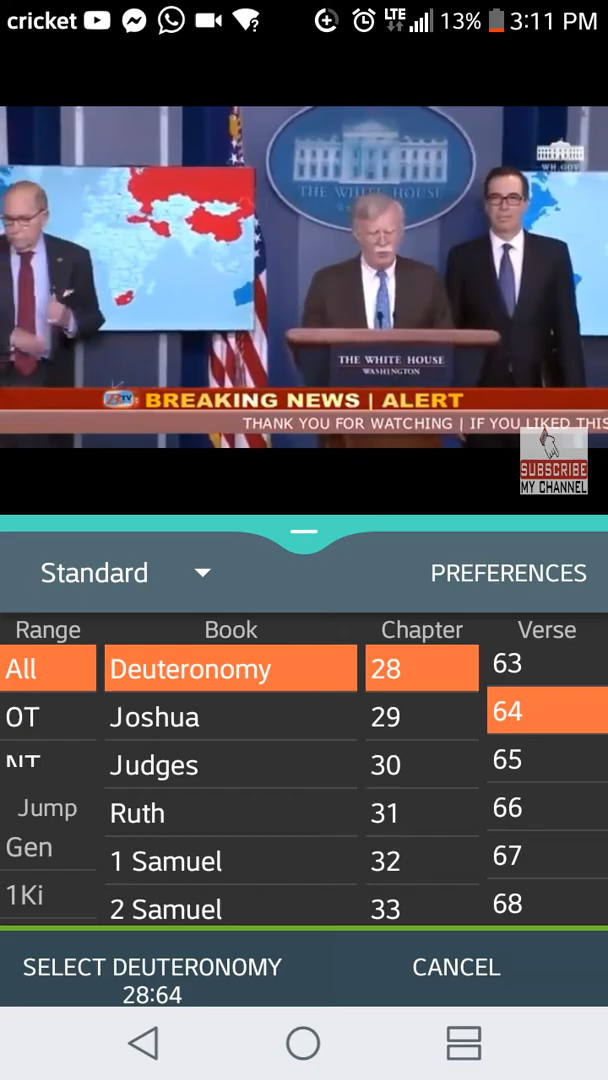 cricket
LTE
13%
3:11 PM
WH.GOV
THE WHITE HOUSE
THE WHITE HOUSE
WASHINGTON
BREAKING NEWS | ALERT
THANK YOU FOR WATCHING | IF YOU LIKED THIS
SUBSCRIBE
MY CHANNEL
Standard
PREFERENCES
Range Book Chapter Verse
All Deuteronomy 28 63
OT Joshua 29 64
NT Judges 30 65
Jump Ruth 31 66
Gen 1 Samuel 32 67
1Ki 2 Samuel 33 68
SELECT DEUTERONOMY
28:64
CANCEL